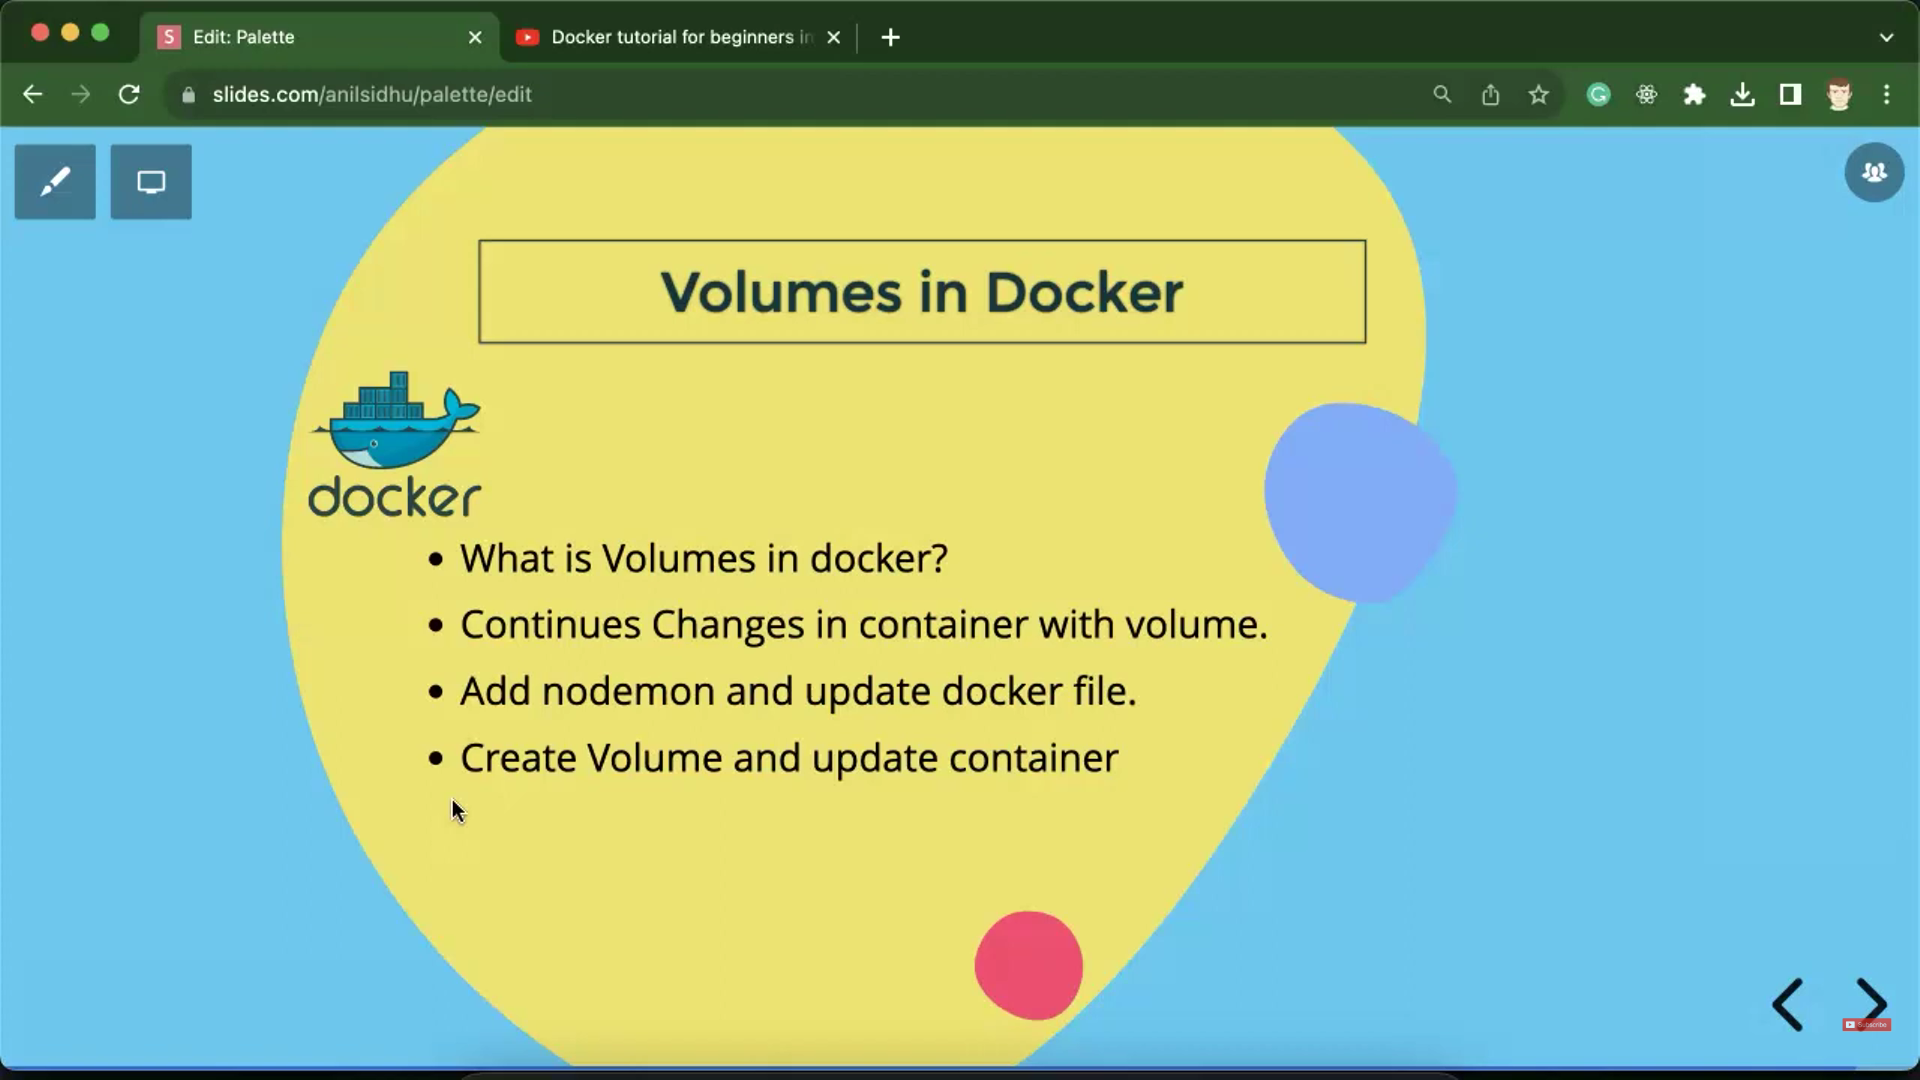 Edit: Palette
Docker tutorial for beginners in
slides.com/anilsidhu/palette/edit
Volumes in Docker
docker
• What is Volumes in docker?
• Continues Changes in container with volume.
• Add nodemon and update docker file.
• Create Volume and update container
Subscribe